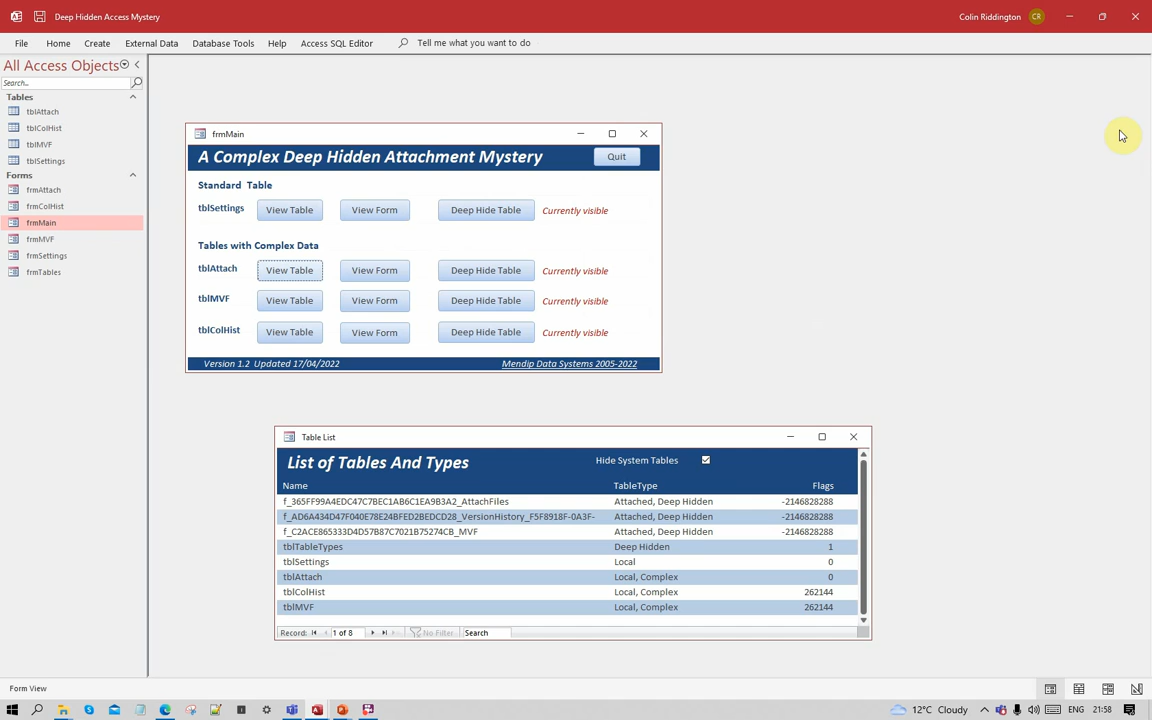 Deep Hidden Access Mystery
Colin Riddington CR
File Home Create External Data Database Tools Help Access SQL Editor Tell me what you want to do
All Access Objects
Search...
Tables
tblAttach
tblColHist
tblMVF
tblSettings
Forms
frmAttach
frmColHist
frmMain
frmMVF
frmSettings
frmTables
frmMain
A Complex Deep Hidden Attachment Mystery Quit
Standard Table
tblSettings View Table View Form Deep Hide Table Currently visible
Tables with Complex Data
tblAttach View Table View Form Deep Hide Table Currently visible
tblMVF View Table View Form Deep Hide Table Currently visible
tblColHist View Table View Form Deep Hide Table Currently visible
Version 1.2 Updated 17/04/2022 Mendip Data Systems 2005-2022
Table List
List of Tables And Types Hide System Tables
Name TableType Flags
f_365FF99A4EDC47C7BEC1AB6C1EA9B3A2_AttachFiles Attached, Deep Hidden -2146828288
f_AD6A434D47F040E78E24BFED2BEDCD28_VersionHistory_F5F8918F-0A3F- Attached, Deep Hidden -2146828288
f_C2ACE865333D4D57B87C7021B75274CB_MVF Attached, Deep Hidden -2146828288
tblTableTypes Deep Hidden 1
tblSettings Local 0
tblAttach Local, Complex 0
tblColHist Local, Complex 262144
tblMVF Local, Complex 262144
Record: 1 of 8 No Filter Search
Form View
12°C Cloudy ENG 21:58